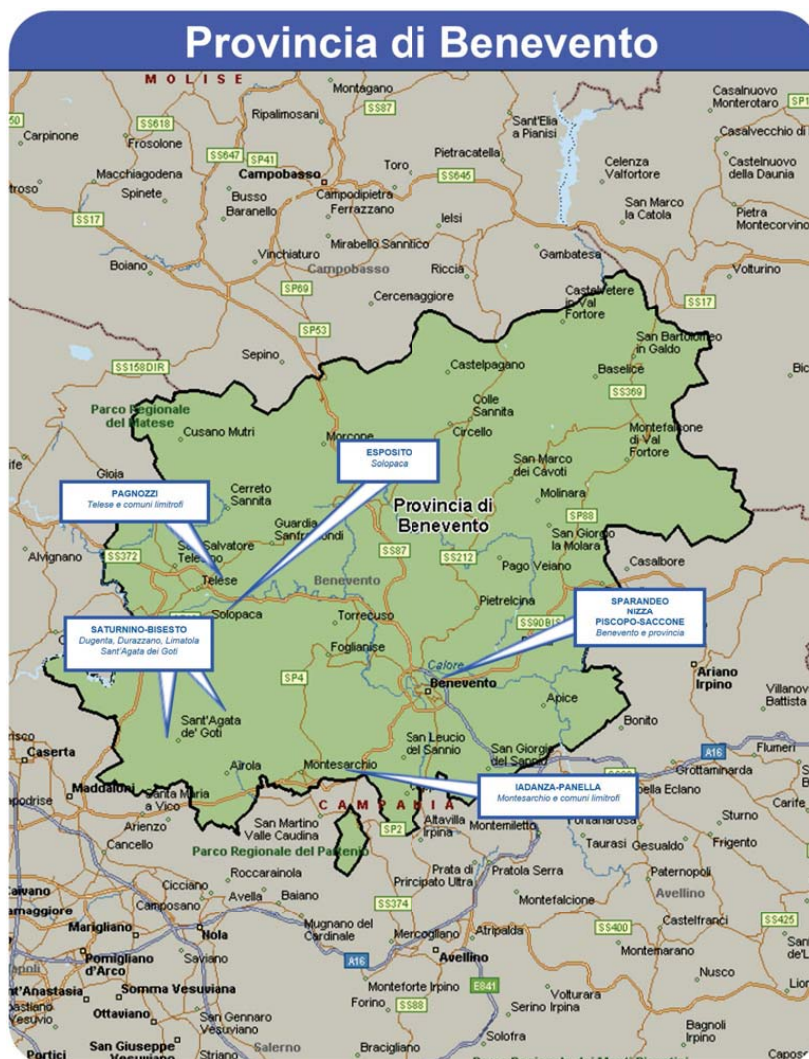 Provincia di Benevento
MOLISE
Montagano
SS87
Casalnuovo
Monterotaro
Ripalimosani
Sant'Elia
a Pianisi
Carpinone
SS618
Frosolone
Casalvecchio di
SS647
SP41
Pietracatella
Castelnuovo
della Daunia
Macchiagodena
Campobasso
Toro
SS645
Celenza
Valfortore
Spinete
Busso
Baranello
Campodipietra
Ferrazzano
San Marco
la Catola
SS17
Ielsi
Pietra
Montecorvino
Mirabello Sannitico
Vinchiaturo
Gambatesa
Boiano
Campobasso
Riccia
Volturino
SP69
Cercemaggiore
Castelvetere
in Val
Fortore
SS17
SP53
San Bartolomeo
in Galdo
Sepino
SS158DIR
Castelpagano
Baselice
SS369
Parco Regionale
del Matese
Colle
Sannita
Cusano Mutri
Morcone
Circello
Montefalcone
di Val
Fortore
ESPOSITO
Solopaca
San Marco
dei Cavoti
Gioia
PAGNOZZI
Telese e comuni limitrofi
Cerreto
Sannita
Provincia di
Benevento
Molinara
SP88
Guardia
San Giorgio
la Molara
Alvignano
SS372
SS87
SS212
Casalbore
Pago Veiano
Telese
Benevento
SPARANDEO
NIZZA
PISCOPO-SACCONE
Benevento e provincia
Pietrelcina
Solopaca
Torrecuso
SS90BIS
SATURNINO-BISESTO
Dugenta, Durazzano, Limatola
Sant'Agata dei Goti
Foglianise
Calore
Ariano
Irpino
SP4
Benevento
Villanov
Battista
Apice
Sant'Agata
de' Goti
Bonito
San Leucio
del Sannio
San Giorgio
del Sannio
Caserta
A16
Flumeri
Airola
Montesarchio
Grottaminarda
Maddaloni
Santa Maria
a Vico
IADANZA-PANELLA
Montesarchio e comuni limitrofi
CAMPANIA
Carife
Arienzo
San Martino
Valle Caudina
Altavilla
Irpina
Montemiletto
Sturno
Cancello
SP2
Taurasi
Gesualdo
Frigento
Parco Regionale del Partenio
Roccarainola
Prata di
Principato Ultra
Pratola Serra
Paternopoli
Cicciano
Avella
Baiano
SS374
Montefalcione
Avellino
Camposano
Marigliano
Nola
Mugnano del
Cardinale
Mercogliano
Atripalda
SS400
Castelfranci
SS425
Pomigliano
d'Arco
Saviano
A16
Avellino
Montemarano
Nusco
Somma Vesuviana
Monteforte Irpino
E841
Volturara
Ottaviano
San Gennaro
Vesuviano
Forino
SS88
Serino Irpino
Bagnoli
Irpino
San Giuseppe
Vesuviano
Salerno
Bracigliano
Solofra
Portici
Striano